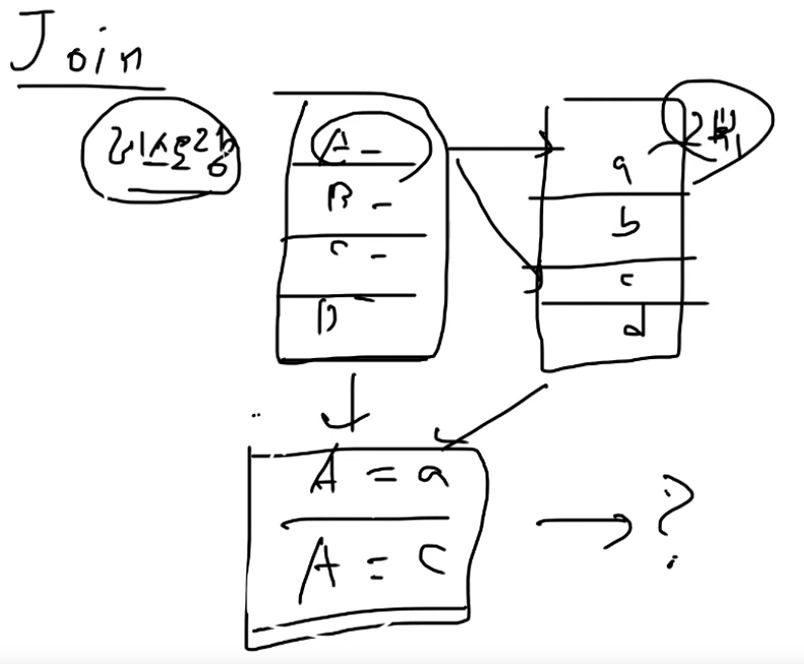 Join
A -
B -
C -
D
a
b
c
d
A = a
A = c
→ ?